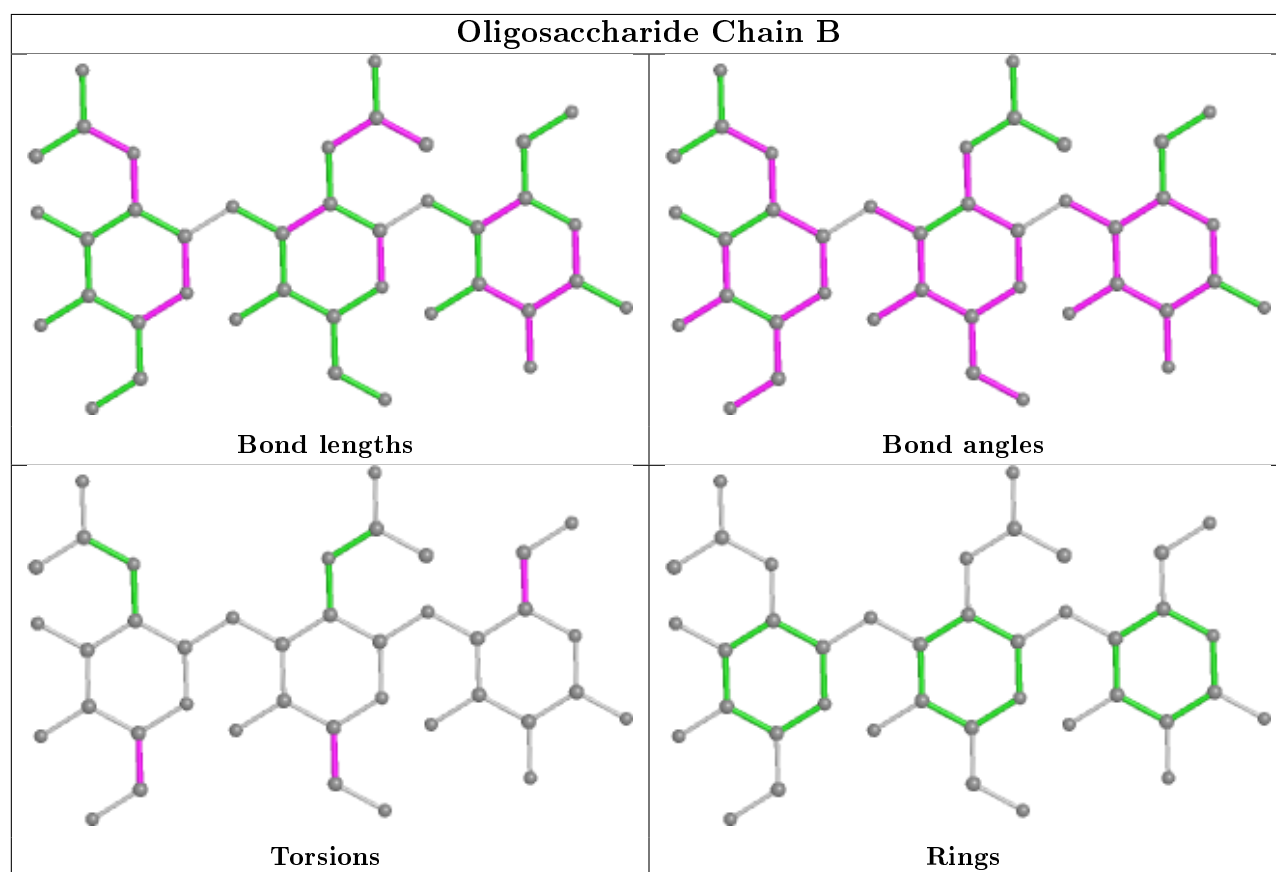 Oligosaccharide Chain B
Bond lengths
Bond angles
Torsions
Rings